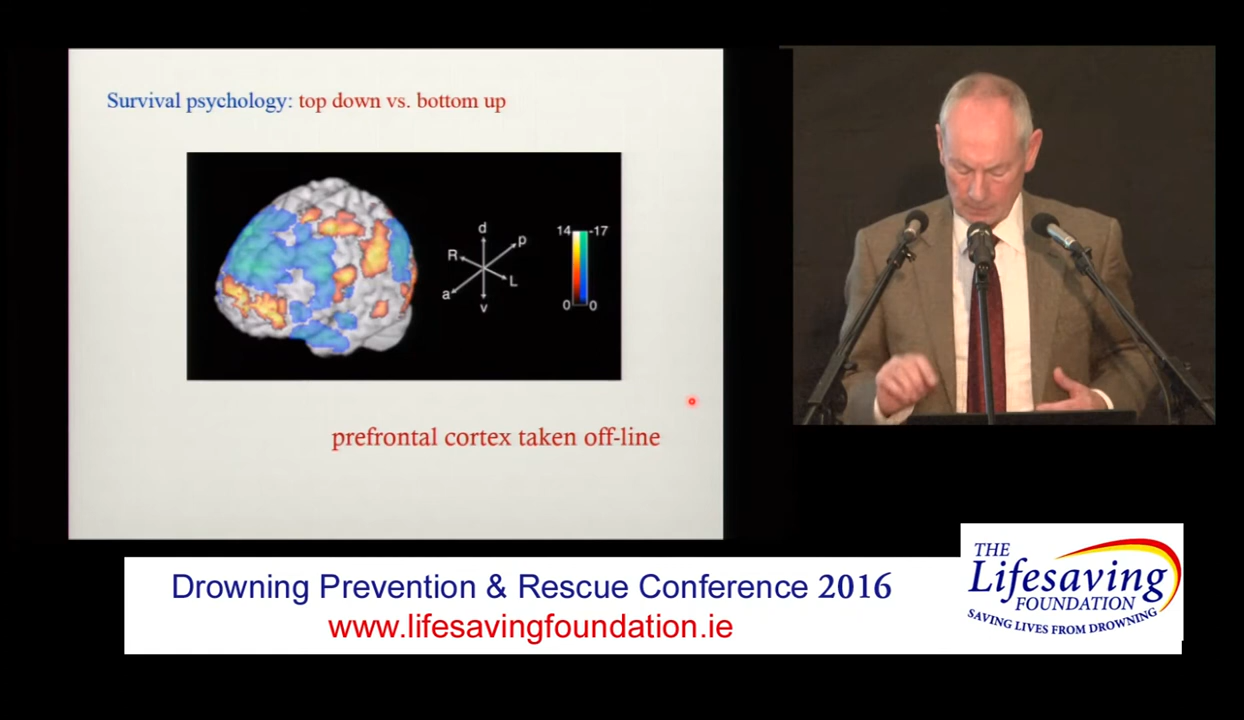 Survival psychology: top down vs. bottom up
d
p
R
L
a
v
14 -17
0 0
prefrontal cortex taken off-line
Drowning Prevention & Rescue Conference 2016
www.lifesavingfoundation.ie
THE
Lifesaving
FOUNDATION
SAVING LIVES FROM DROWNING